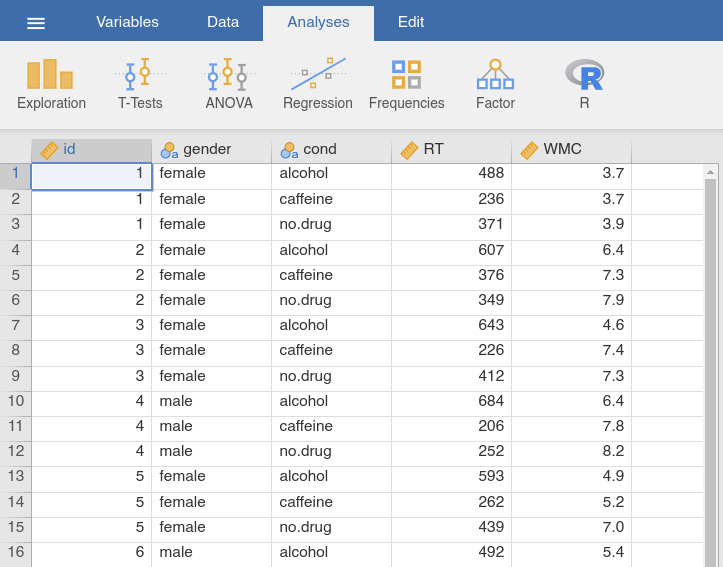 Variables Data Analyses Edit
Exploration T-Tests ANOVA Regression Frequencies Factor R
id gender cond RT WMC
1 1 female alcohol 488 3.7
2 1 female caffeine 236 3.7
3 1 female no.drug 371 3.9
4 2 female alcohol 607 6.4
5 2 female caffeine 376 7.3
6 2 female no.drug 349 7.9
7 3 female alcohol 643 4.6
8 3 female caffeine 226 7.4
9 3 female no.drug 412 7.3
10 4 male alcohol 684 6.4
11 4 male caffeine 206 7.8
12 4 male no.drug 252 8.2
13 5 female alcohol 593 4.9
14 5 female caffeine 262 5.2
15 5 female no.drug 439 7.0
16 6 male alcohol 492 5.4